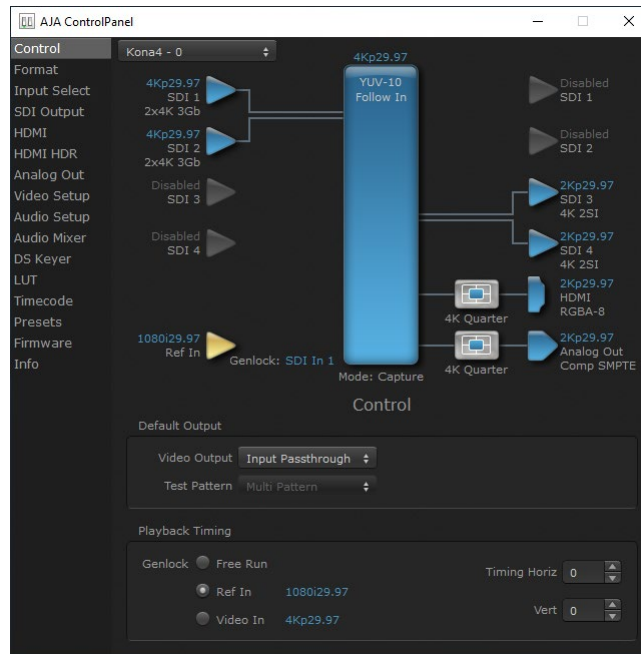 AJA ControlPanel
Control
Format
Input Select
SDI Output
HDMI
HDMI HDR
Analog Out
Video Setup
Audio Setup
Audio Mixer
DS Keyer
LUT
Timecode
Presets
Firmware
Info
Kona4 - 0
4Kp29.97
YUV-10
Follow In
4Kp29.97
SDI 1
2x4K 3Gb
4Kp29.97
SDI 2
2x4K 3Gb
Disabled
SDI 3
Disabled
SDI 4
1080i29.97
Ref In
Genlock: SDI In 1
Mode: Capture
Disabled
SDI 1
Disabled
SDI 2
2Kp29.97
SDI 3
4K 2SI
2Kp29.97
SDI 4
4K 2SI
4K Quarter
2Kp29.97
HDMI
RGBA-8
4K Quarter
2Kp29.97
Analog Out
Comp SMPTE
Control
Default Output
Video Output Input Passthrough
Test Pattern Multi Pattern
Playback Timing
Genlock Free Run
Ref In 1080i29.97
Video In 4Kp29.97
Timing Horiz 0
Vert 0